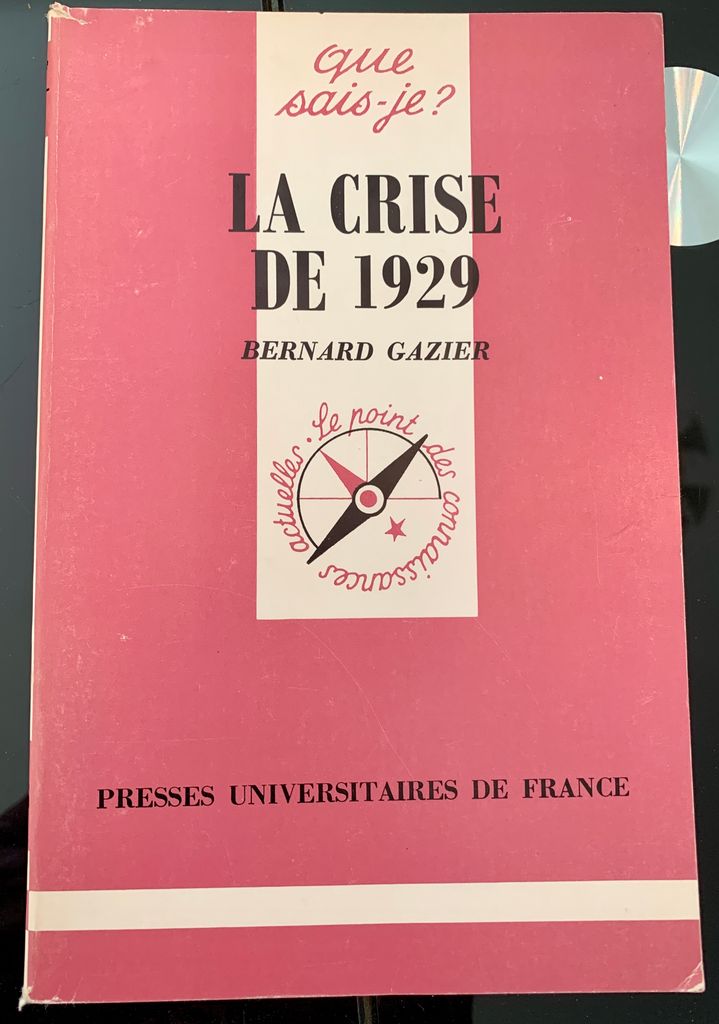 que
sais-je?
LA CRISE
DE 1929
BERNARD GAZIER
Le point des connaissances actuelles.
PRESSES UNIVERSITAIRES DE FRANCE